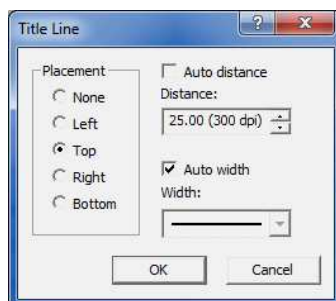 Title Line
Placement
None
Left
Top
Right
Bottom
Auto distance
Distance:
25.00 (300 dpi)
Auto width
Width:
OK
Cancel